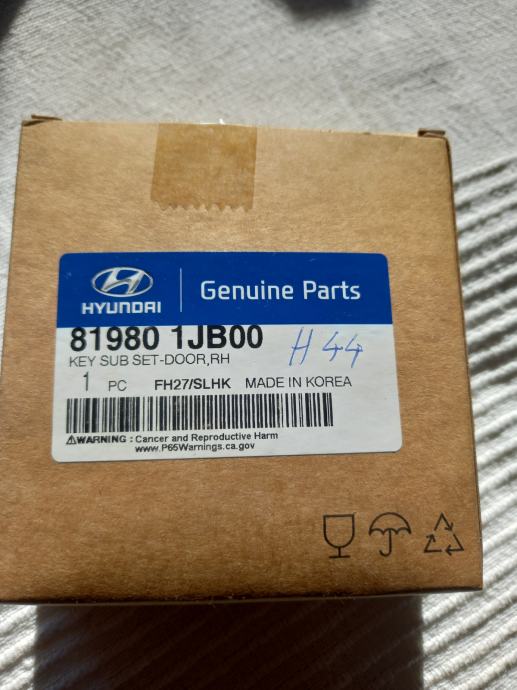 HYUNDAI
Genuine Parts
81980 1JB00
H 44
KEY SUB SET-DOOR,RH
1 PC FH27/SLHK MADE IN KOREA
⚠WARNING : Cancer and Reproductive Harm
www.P65Warnings.ca.gov